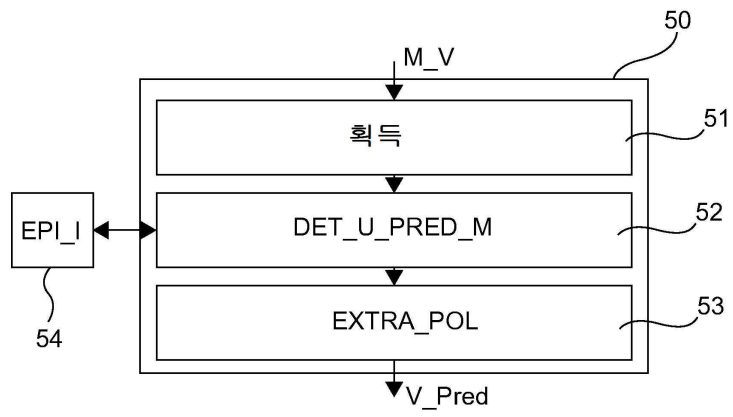 50
M_V
획득
51
EPI_I
DET_U_PRED_M
52
54
EXTRA_POL
53
V_Pred